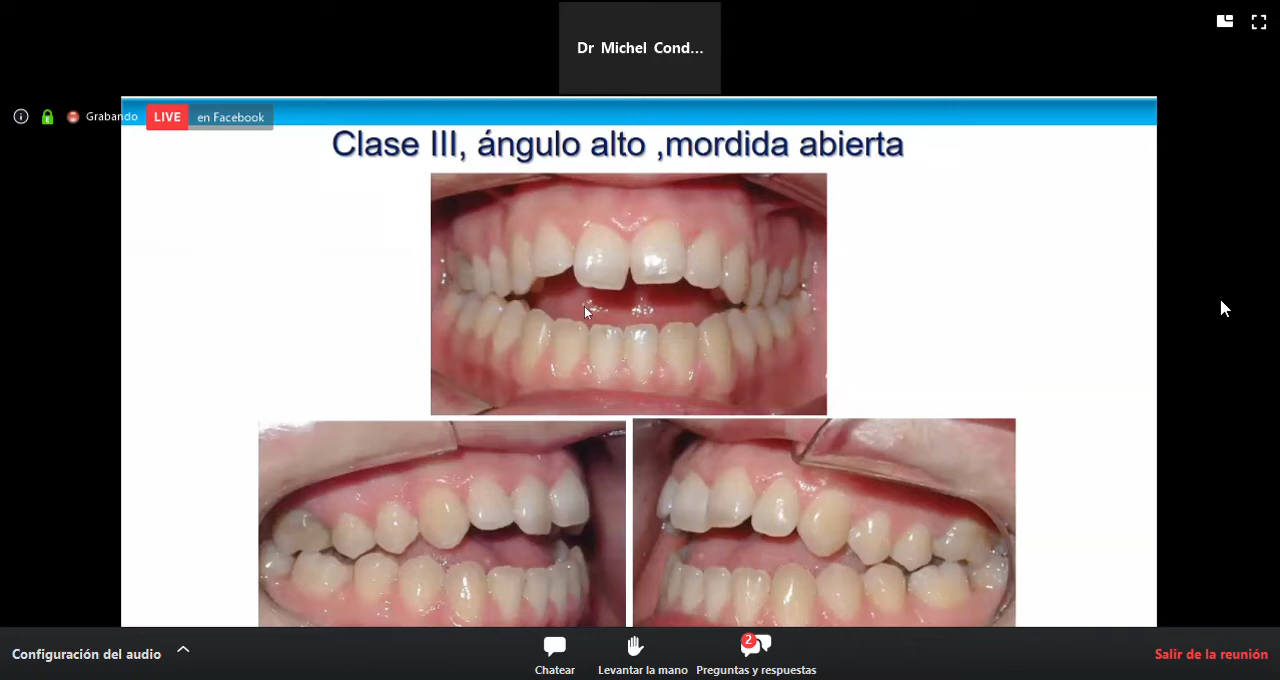 Dr Michel Cond...
Grabando
LIVE en Facebook
Clase III, ángulo alto ,mordida abierta
Configuración del audio
Chatear
Levantar la mano
2
Preguntas y respuestas
Salir de la reunión